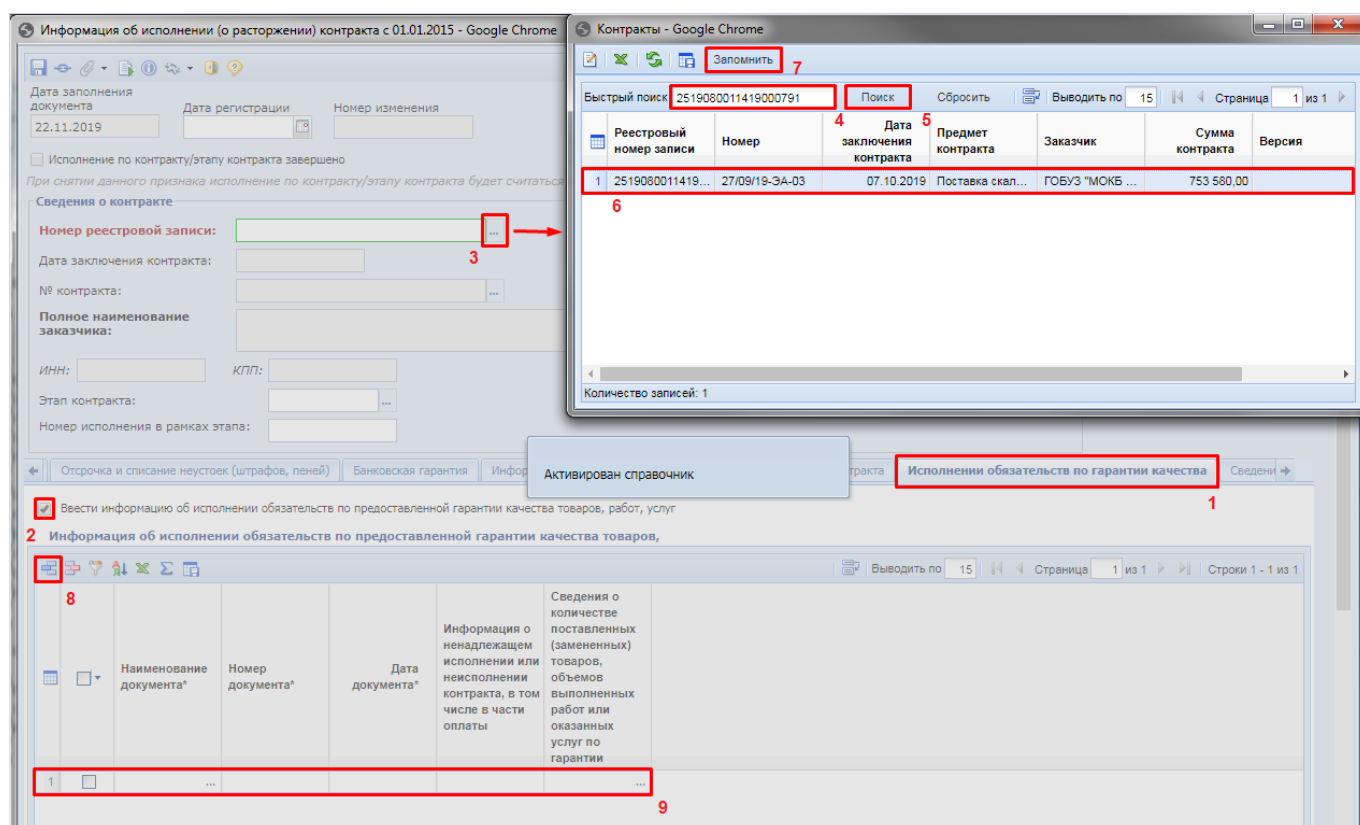 Информация об исполнении (о расторжении) контракта с 01.01.2015 - Google Chrome
Дата заполнения
документа
Дата регистрации
Номер изменения
22.11.2019
Исполнение по контракту/этапу контракта завершено
При снятии данного признака исполнение по контракту/этапу контракта будет считаться
Сведения о контракте
Номер реестровой записи:
...
3
Дата заключения контракта:
№ контракта:
...
Полное наименование
заказчика:
ИНН:
КПП:
Этап контракта:
...
Номер исполнения в рамках этапа:
Контракты - Google Chrome
Запомнить
7
Быстрый поиск
2519080011419000791
Поиск
Сбросить
Выводить по 15
Страница 1 из 1
4
5
Реестровый
номер записи
Номер
Дата
заключения
контракта
Предмет
контракта
Заказчик
Сумма
контракта
Версия
1 2519080011419... 27/09/19-ЭА-03 07.10.2019 Поставка скал... ГОБУЗ "МОКБ ... 753 580,00
6
Количество записей: 1
Активирован справочник
Отсрочка и списание неустоек (штрафов, пеней)
Банковская гарантия
Инфор
тракта
Исполнении обязательств по гарантии качества
Сведени
1
Ввести информацию об исполнении обязательств по предоставленной гарантии качества товаров, работ, услуг
2
Информация об исполнении обязательств по предоставленной гарантии качества товаров,
Выводить по 15
Страница 1 из 1
Строки 1 - 1 из 1
8
Наименование
документа*
Номер
документа*
Дата
документа*
Информация о
ненадлежащем
исполнении или
неисполнении
контракта, в том
числе в части
оплаты
Сведения о
количестве
поставленных
(замененных)
товаров,
объемов
выполненных
работ или
оказанных
услуг по
гарантии
1 ... ...
9